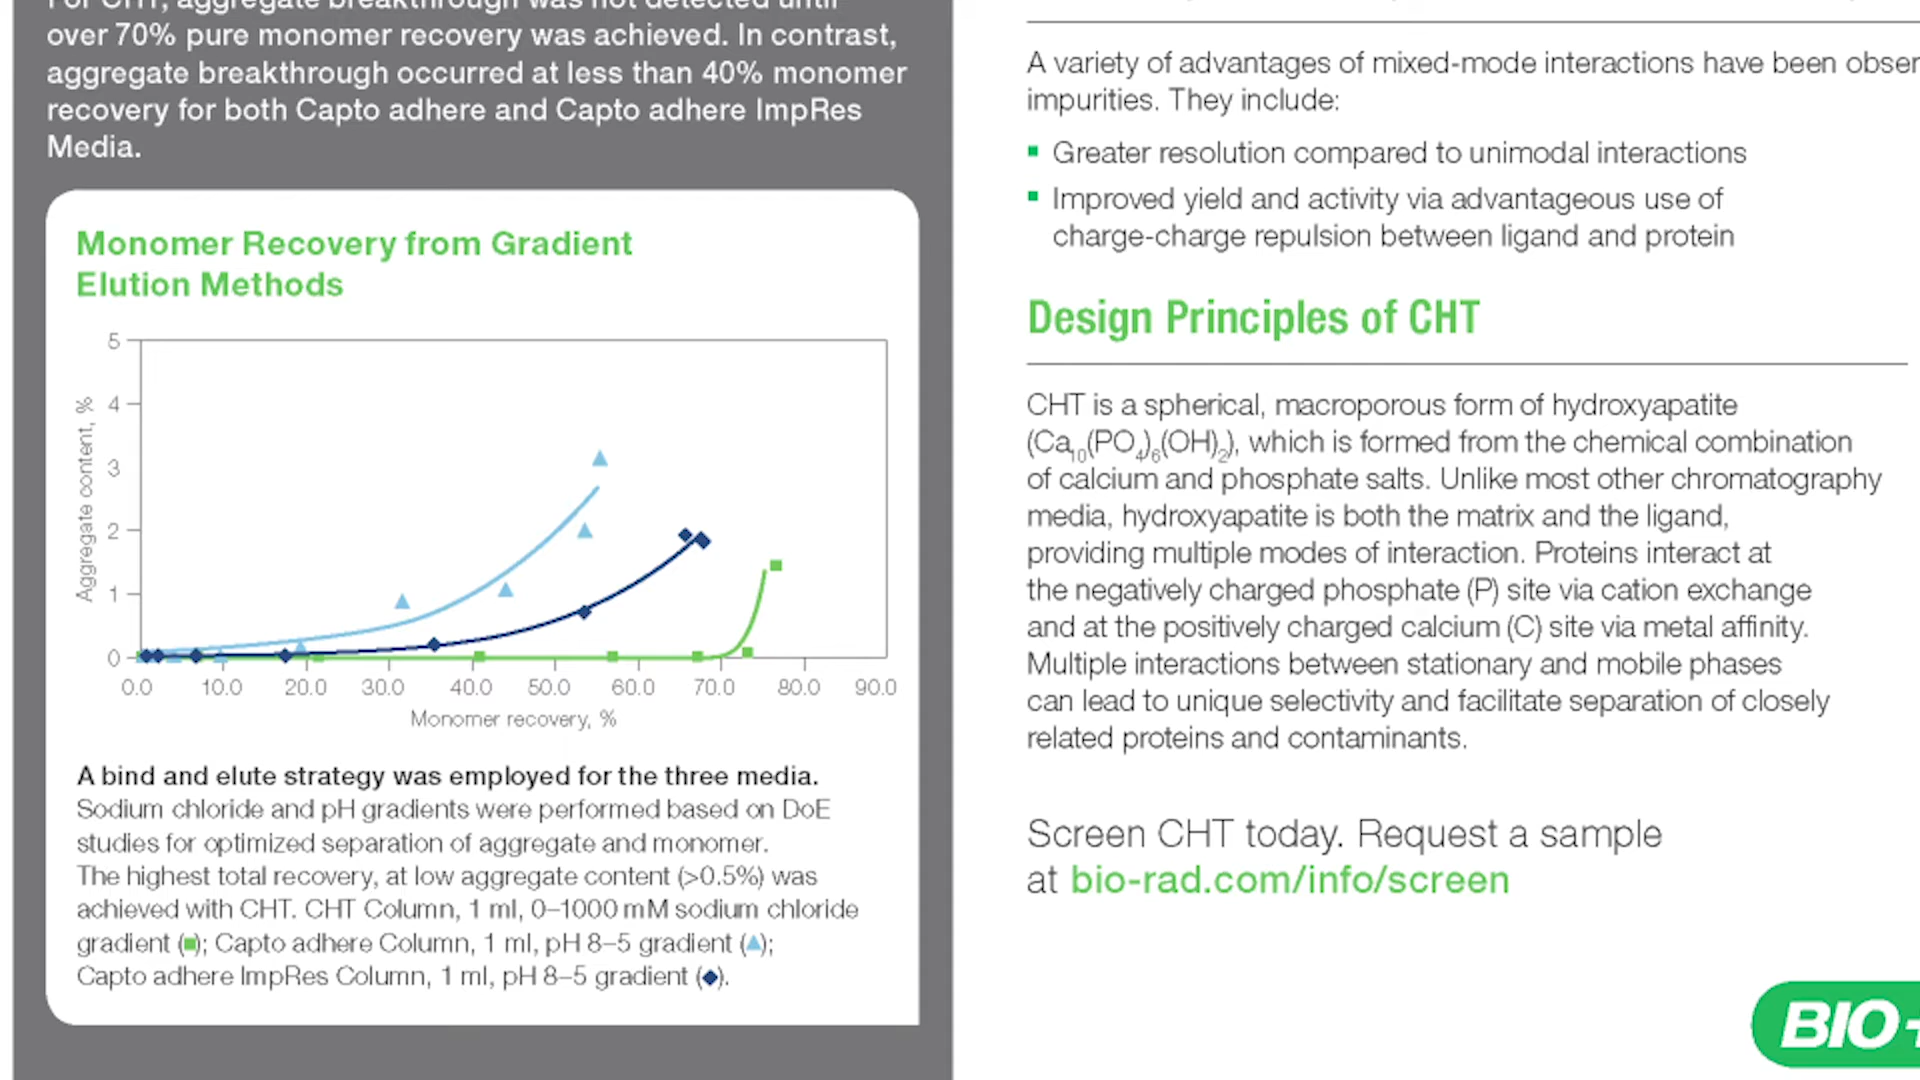 For CHT, aggregate breakthrough was not detected until
over 70% pure monomer recovery was achieved. In contrast,
aggregate breakthrough occurred at less than 40% monomer
recovery for both Capto adhere and Capto adhere ImpRes
Media.
Monomer Recovery from Gradient
Elution Methods
Aggregate content, %
5
4
3
2
1
0
0.0 10.0 20.0 30.0 40.0 50.0 60.0 70.0 80.0 90.0
Monomer recovery, %
A bind and elute strategy was employed for the three media.
Sodium chloride and pH gradients were performed based on DoE
studies for optimized separation of aggregate and monomer.
The highest total recovery, at low aggregate content (>0.5%) was
achieved with CHT. CHT Column, 1 ml, 0–1000 mM sodium chloride
gradient (■); Capto adhere Column, 1 ml, pH 8–5 gradient (▲);
Capto adhere ImpRes Column, 1 ml, pH 8–5 gradient (◆).
A variety of advantages of mixed-mode interactions have been obser
impurities. They include:
▪ Greater resolution compared to unimodal interactions
▪ Improved yield and activity via advantageous use of
charge-charge repulsion between ligand and protein
Design Principles of CHT
CHT is a spherical, macroporous form of hydroxyapatite
(Ca₁₀(PO₄)₆(OH)₂), which is formed from the chemical combination
of calcium and phosphate salts. Unlike most other chromatography
media, hydroxyapatite is both the matrix and the ligand,
providing multiple modes of interaction. Proteins interact at
the negatively charged phosphate (P) site via cation exchange
and at the positively charged calcium (C) site via metal affinity.
Multiple interactions between stationary and mobile phases
can lead to unique selectivity and facilitate separation of closely
related proteins and contaminants.
Screen CHT today. Request a sample
at bio-rad.com/info/screen
BIO